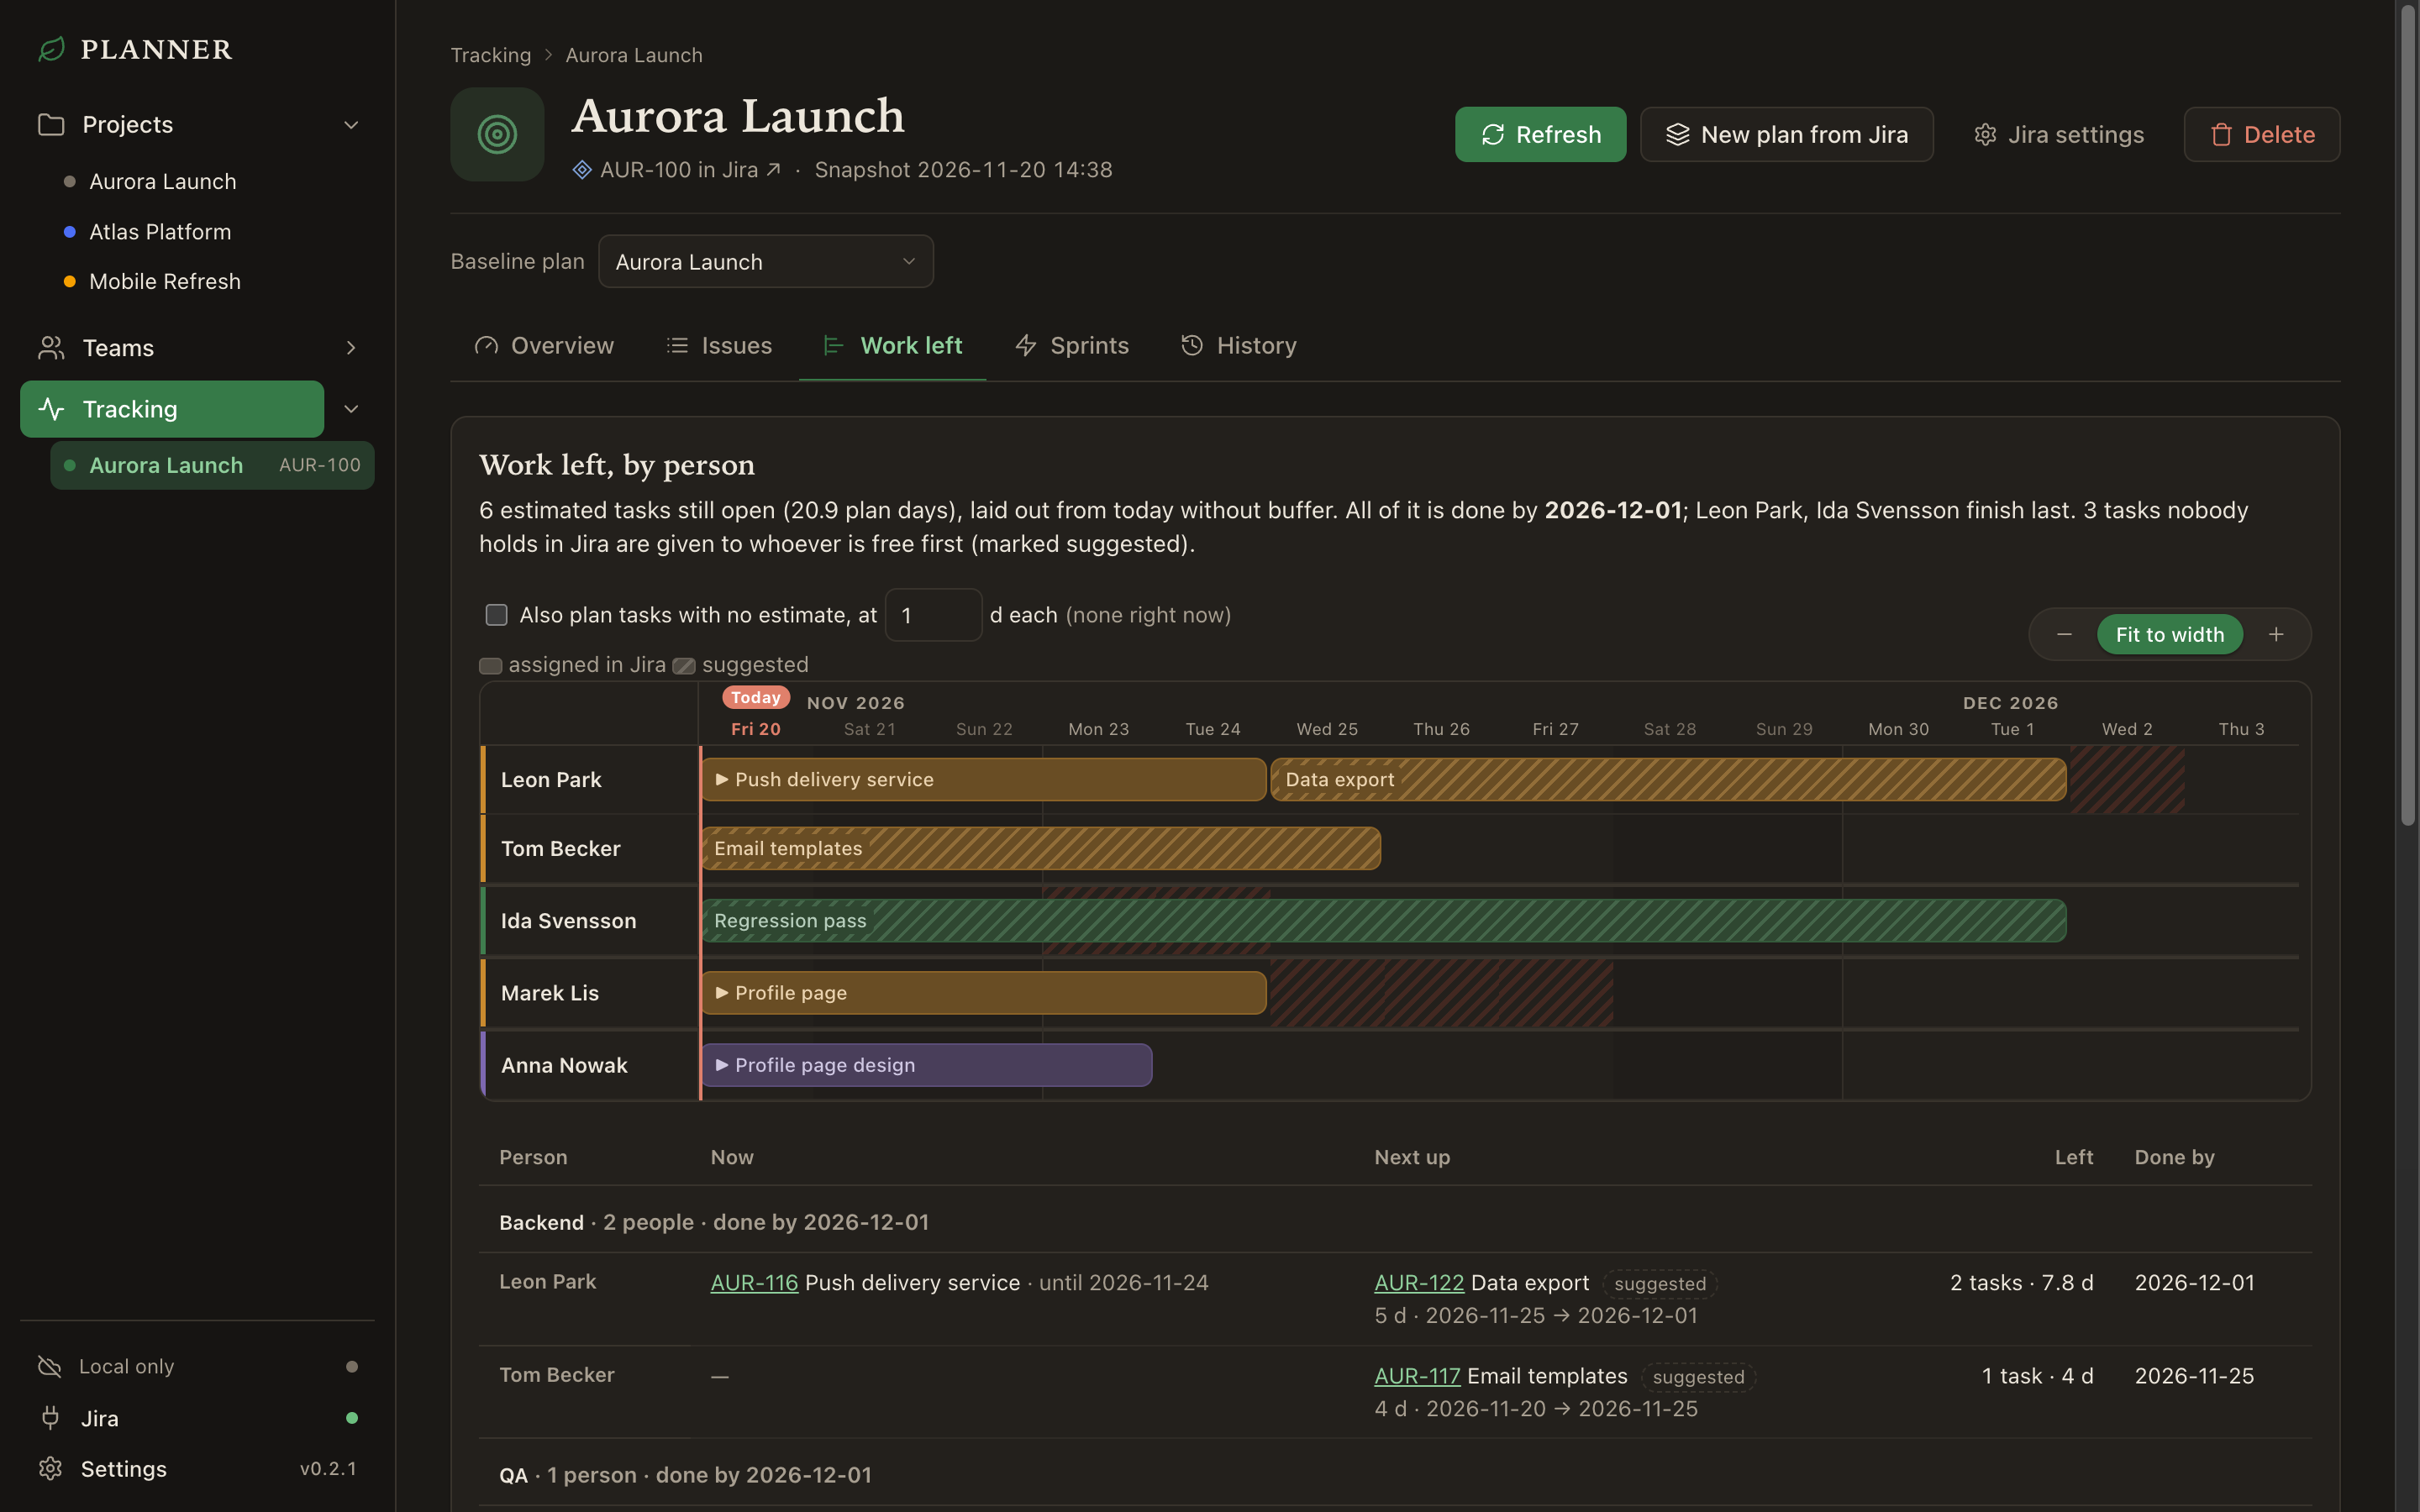 PLANNER
Projects
Aurora Launch
Atlas Platform
Mobile Refresh
Teams
Tracking
Aurora Launch AUR-100
Local only
Jira
Settings v0.2.1
Tracking > Aurora Launch
Aurora Launch
AUR-100 in Jira ↗ · Snapshot 2026-11-20 14:38
Refresh
New plan from Jira
Jira settings
Delete
Baseline plan Aurora Launch
Overview Issues Work left Sprints History
Work left, by person
6 estimated tasks still open (20.9 plan days), laid out from today without buffer. All of it is done by 2026-12-01; Leon Park, Ida Svensson finish last. 3 tasks nobody
holds in Jira are given to whoever is free first (marked suggested).
Also plan tasks with no estimate, at 1 d each (none right now)
− Fit to width +
assigned in Jira suggested
Today NOV 2026 DEC 2026
Fri 20 Sat 21 Sun 22 Mon 23 Tue 24 Wed 25 Thu 26 Fri 27 Sat 28 Sun 29 Mon 30 Tue 1 Wed 2 Thu 3
Leon Park Push delivery service Data export
Tom Becker Email templates
Ida Svensson Regression pass
Marek Lis Profile page
Anna Nowak Profile page design
Person Now Next up Left Done by
Backend · 2 people · done by 2026-12-01
Leon Park AUR-116 Push delivery service · until 2026-11-24 AUR-122 Data export suggested 2 tasks · 7.8 d 2026-12-01
5 d · 2026-11-25 → 2026-12-01
Tom Becker — AUR-117 Email templates suggested 1 task · 4 d 2026-11-25
4 d · 2026-11-20 → 2026-11-25
QA · 1 person · done by 2026-12-01